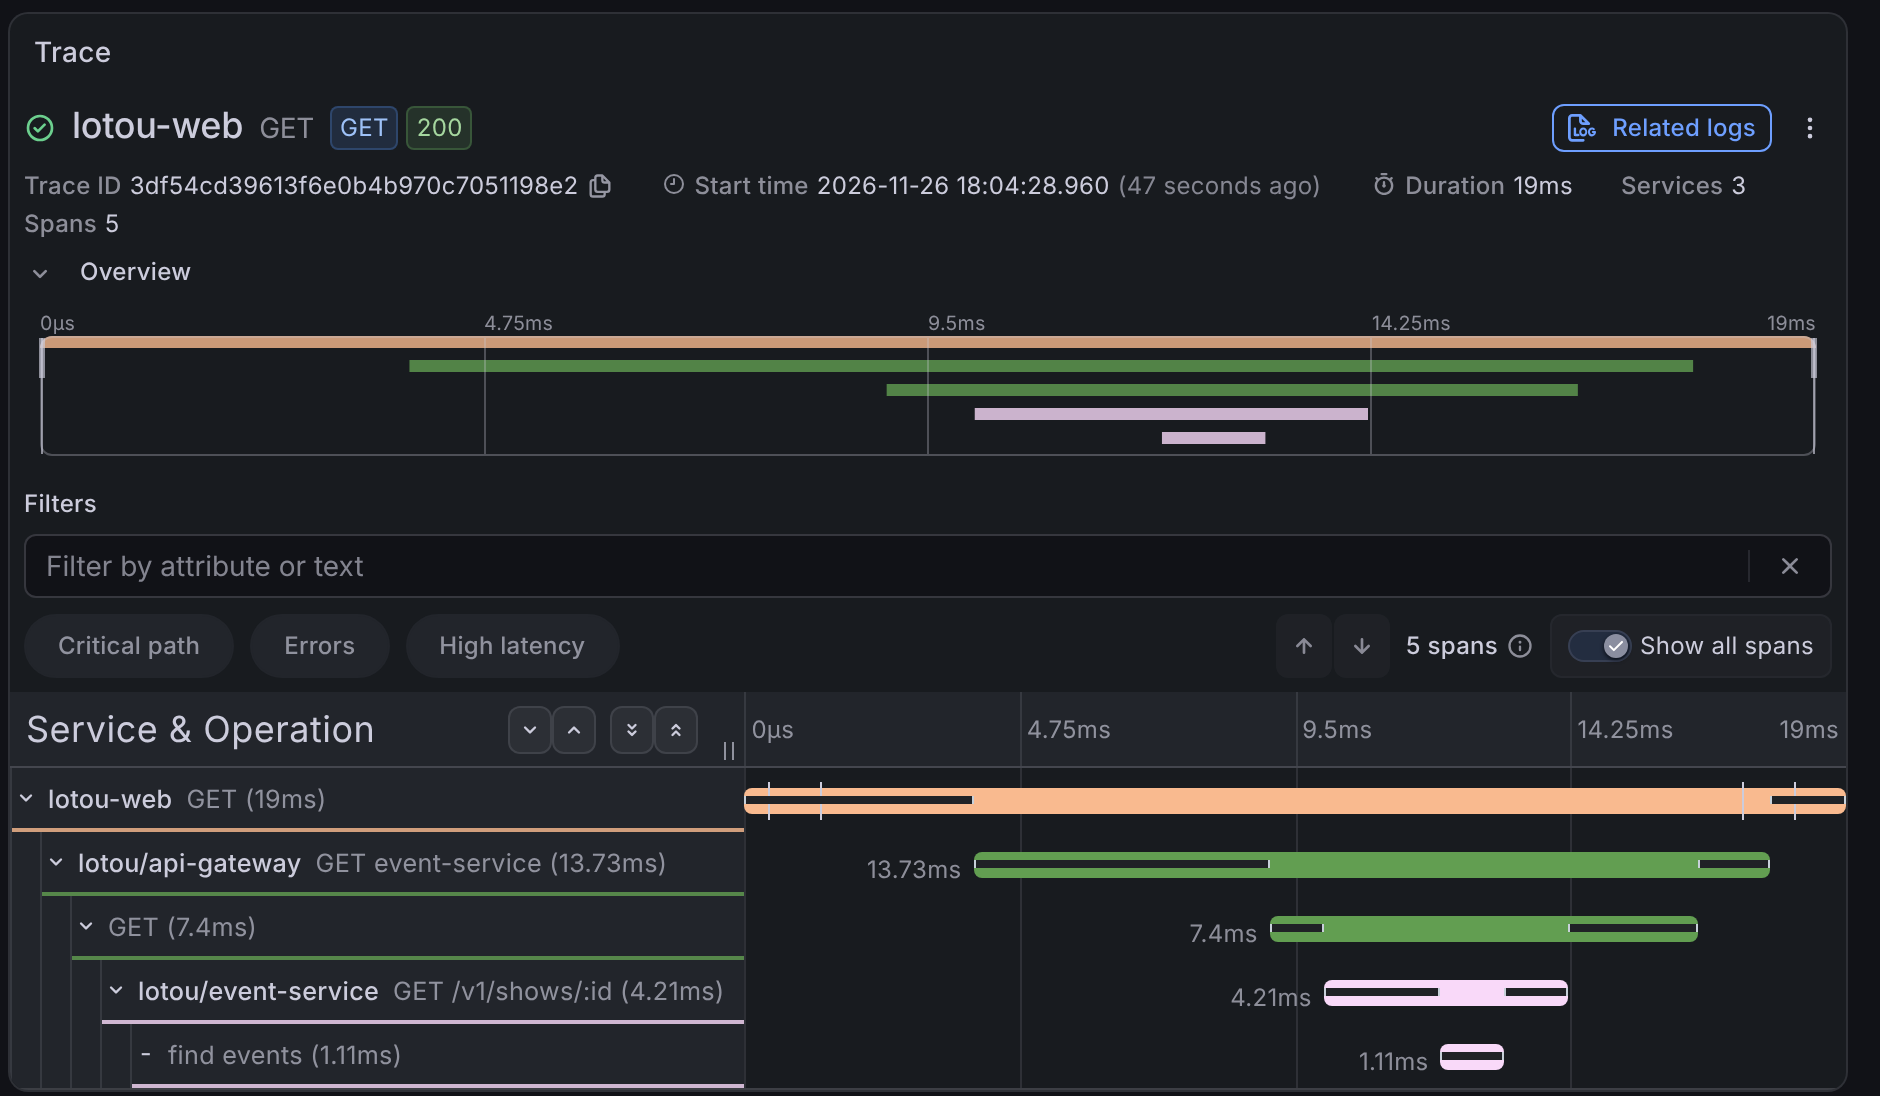 Trace
lotou-web GET GET 200
LOG Related logs
Trace ID 3df54cd39613f6e0b4b970c7051198e2 Start time 2026-11-26 18:04:28.960 (47 seconds ago) Duration 19ms Services 3
Spans 5
Overview
0μs 4.75ms 9.5ms 14.25ms 19ms
Filters
Filter by attribute or text
Critical path Errors High latency 5 spans Show all spans
Service & Operation 0μs 4.75ms 9.5ms 14.25ms 19ms
lotou-web GET (19ms)
lotou/api-gateway GET event-service (13.73ms) 13.73ms
GET (7.4ms) 7.4ms
lotou/event-service GET /v1/shows/:id (4.21ms) 4.21ms
- find events (1.11ms) 1.11ms